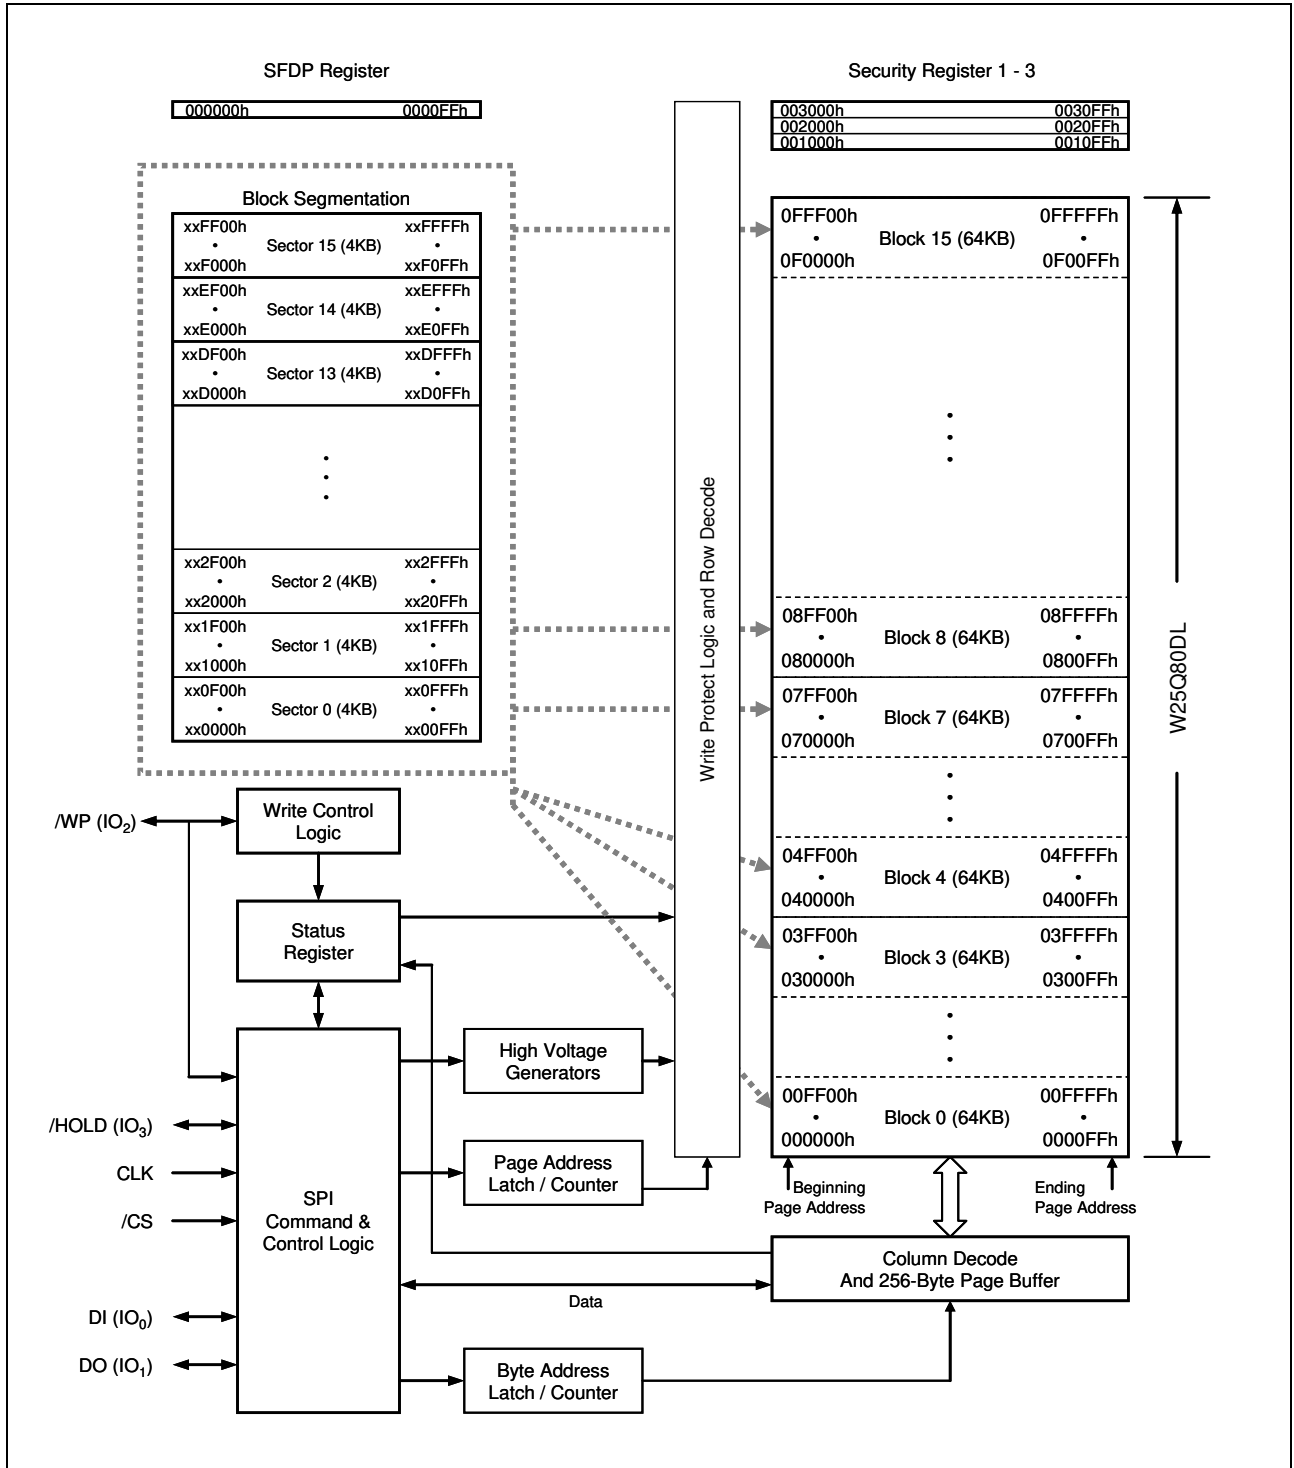 SFDP Register
000000h 0000FFh
Security Register 1 - 3
003000h 0030FFh
002000h 0020FFh
001000h 0010FFh
Block Segmentation
xxFF00h xxFFFFh
Sector 15 (4KB)
xxF000h xxF0FFh
xxEF00h xxEFFFh
Sector 14 (4KB)
xxE000h xxE0FFh
xxDF00h xxDFFFh
Sector 13 (4KB)
xxD000h xxD0FFh
xx2F00h xx2FFFh
Sector 2 (4KB)
xx2000h xx20FFh
xx1F00h xx1FFFh
Sector 1 (4KB)
xx1000h xx10FFh
xx0F00h xx0FFFh
Sector 0 (4KB)
xx0000h xx00FFh
Write Protect Logic and Row Decode
0FFF00h 0FFFFFh
Block 15 (64KB)
0F0000h 0F00FFh
08FF00h 08FFFFh
Block 8 (64KB)
080000h 0800FFh
07FF00h 07FFFFh
Block 7 (64KB)
070000h 0700FFh
04FF00h 04FFFFh
Block 4 (64KB)
040000h 0400FFh
03FF00h 03FFFFh
Block 3 (64KB)
030000h 0300FFh
00FF00h 00FFFFh
Block 0 (64KB)
000000h 0000FFh
W25Q80DL
Beginning
Page Address
Ending
Page Address
/WP (IO2)
Write Control
Logic
Status
Register
High Voltage
Generators
/HOLD (IO3)
CLK
/CS
DI (IO0)
DO (IO1)
SPI
Command &
Control Logic
Page Address
Latch / Counter
Column Decode
And 256-Byte Page Buffer
Data
Byte Address
Latch / Counter